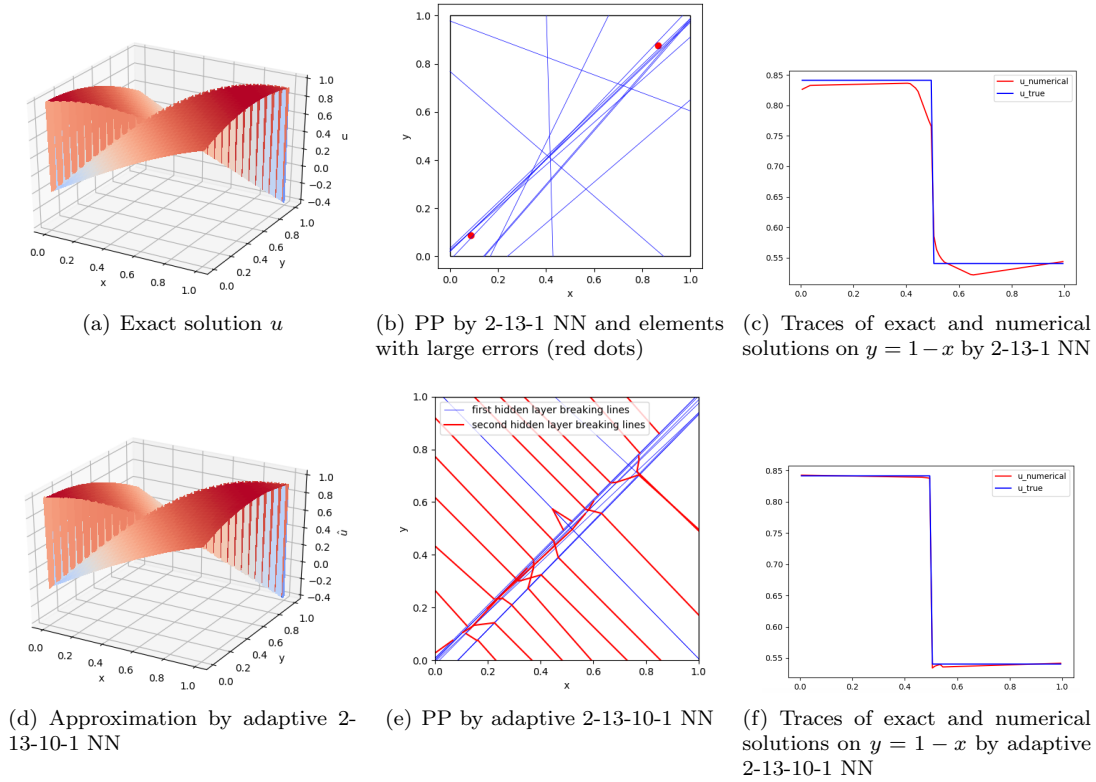 1.0
0.8
0.6
0.4
0.2
0.0
−0.2
−0.4
u
0.0
0.2
0.4
0.6
0.8
1.0
x
0.0
0.2
0.4
0.6
0.8
1.0
y
(a) Exact solution u
1.0
0.8
0.6
0.4
0.2
0.0
y
0.0 0.2 0.4 0.6 0.8 1.0
x
(b) PP by 2-13-1 NN and elements
with large errors (red dots)
u_numerical
u_true
0.85
0.80
0.75
0.70
0.65
0.60
0.55
0.0 0.2 0.4 0.6 0.8 1.0
(c) Traces of exact and numerical
solutions on y = 1 − x by 2-13-1 NN
1.0
0.8
0.6
0.4
0.2
0.0
−0.2
−0.4
û
0.0
0.2
0.4
0.6
0.8
1.0
x
0.0
0.2
0.4
0.6
0.8
1.0
y
(d) Approximation by adaptive 2-
13-10-1 NN
first hidden layer breaking lines
second hidden layer breaking lines
1.0
0.8
0.6
0.4
0.2
0.0
y
0.0 0.2 0.4 0.6 0.8 1.0
x
(e) PP by adaptive 2-13-10-1 NN
u_numerical
u_true
0.85
0.80
0.75
0.70
0.65
0.60
0.55
0.0 0.2 0.4 0.6 0.8 1.0
(f) Traces of exact and numerical
solutions on y = 1 − x by adaptive
2-13-10-1 NN